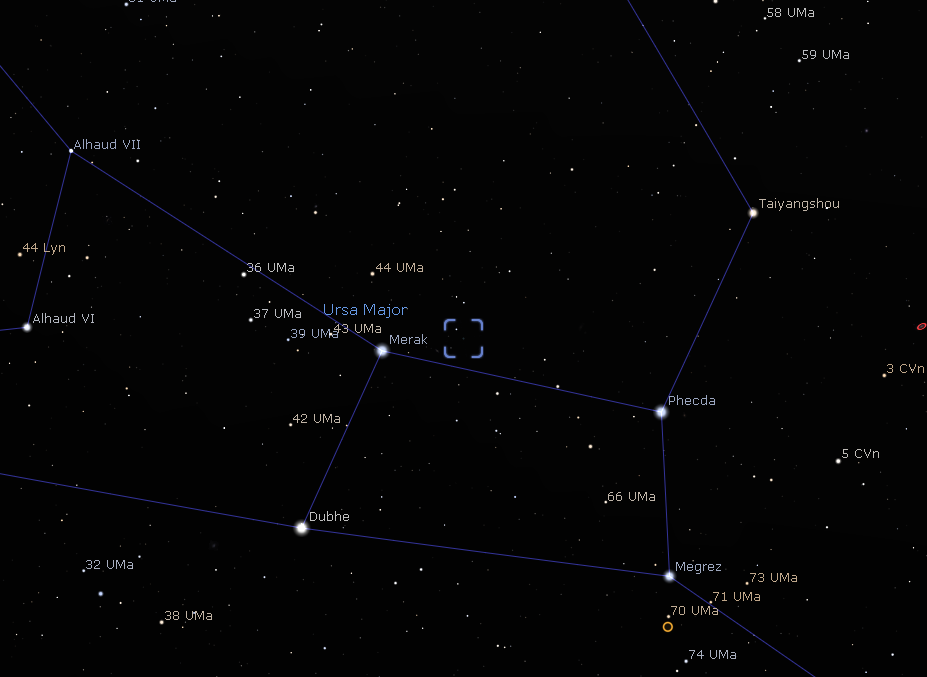 51 UMa
58 UMa
59 UMa
Alhaud VII
Taiyangshou
44 Lyn
36 UMa
44 UMa
Ursa Major
37 UMa
Alhaud VI
39 UMa
43 UMa
Merak
3 CVn
Phecda
42 UMa
5 CVn
66 UMa
Dubhe
32 UMa
Megrez
73 UMa
71 UMa
70 UMa
38 UMa
74 UMa